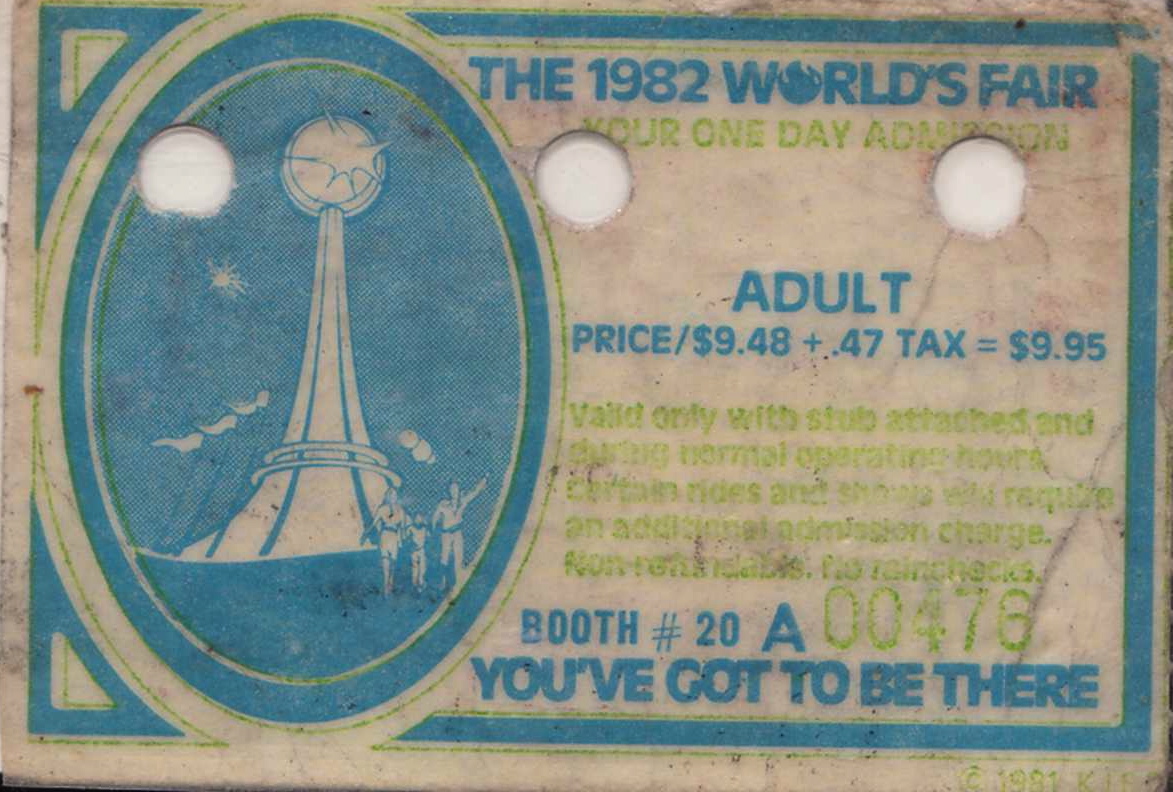 THE 1982 WORLD'S FAIR
YOUR ONE DAY ADMISSION
ADULT
PRICE/$9.48 + .47 TAX = $9.95
Valid only with stub attached and
during normal operating hours.
Certain rides and shows will require
an additional admission charge.
Non-refundable. No rainchecks.
BOOTH # 20 A 00476
YOU'VE GOT TO BE THERE
© 1981 K.I.E.